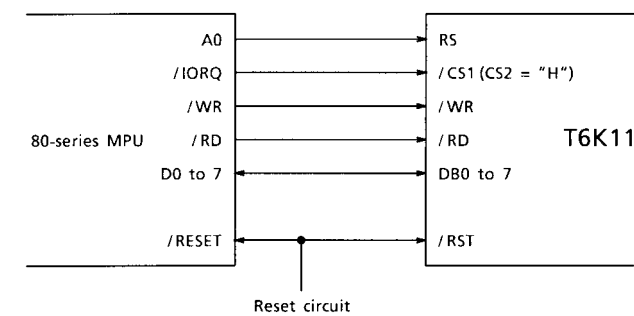 A0 RS
/IORQ /CS1 (CS2 = "H")
/WR /WR
80-series MPU /RD /RD T6K11
D0 to 7 DB0 to 7
/RESET /RST
Reset circuit